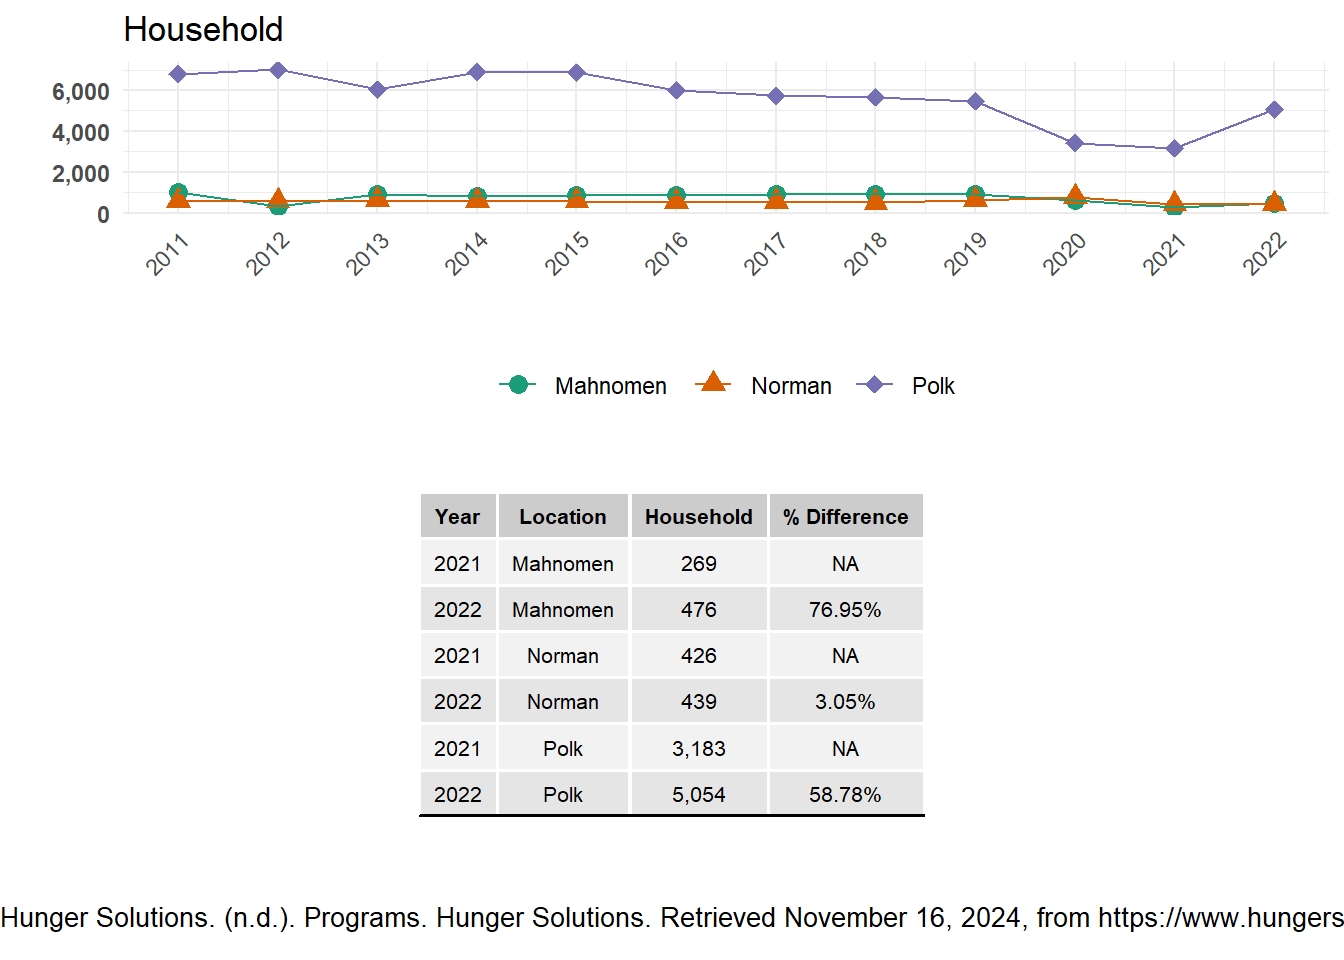 Household
6,000
4,000
2,000
0
2011 2012 2013 2014 2015 2016 2017 2018 2019 2020 2021 2022
Mahnomen Norman Polk
Year Location Household % Difference
2021 Mahnomen 269 NA
2022 Mahnomen 476 76.95%
2021 Norman 426 NA
2022 Norman 439 3.05%
2021 Polk 3,183 NA
2022 Polk 5,054 58.78%
Hunger Solutions. (n.d.). Programs. Hunger Solutions. Retrieved November 16, 2024, from https://www.hungers